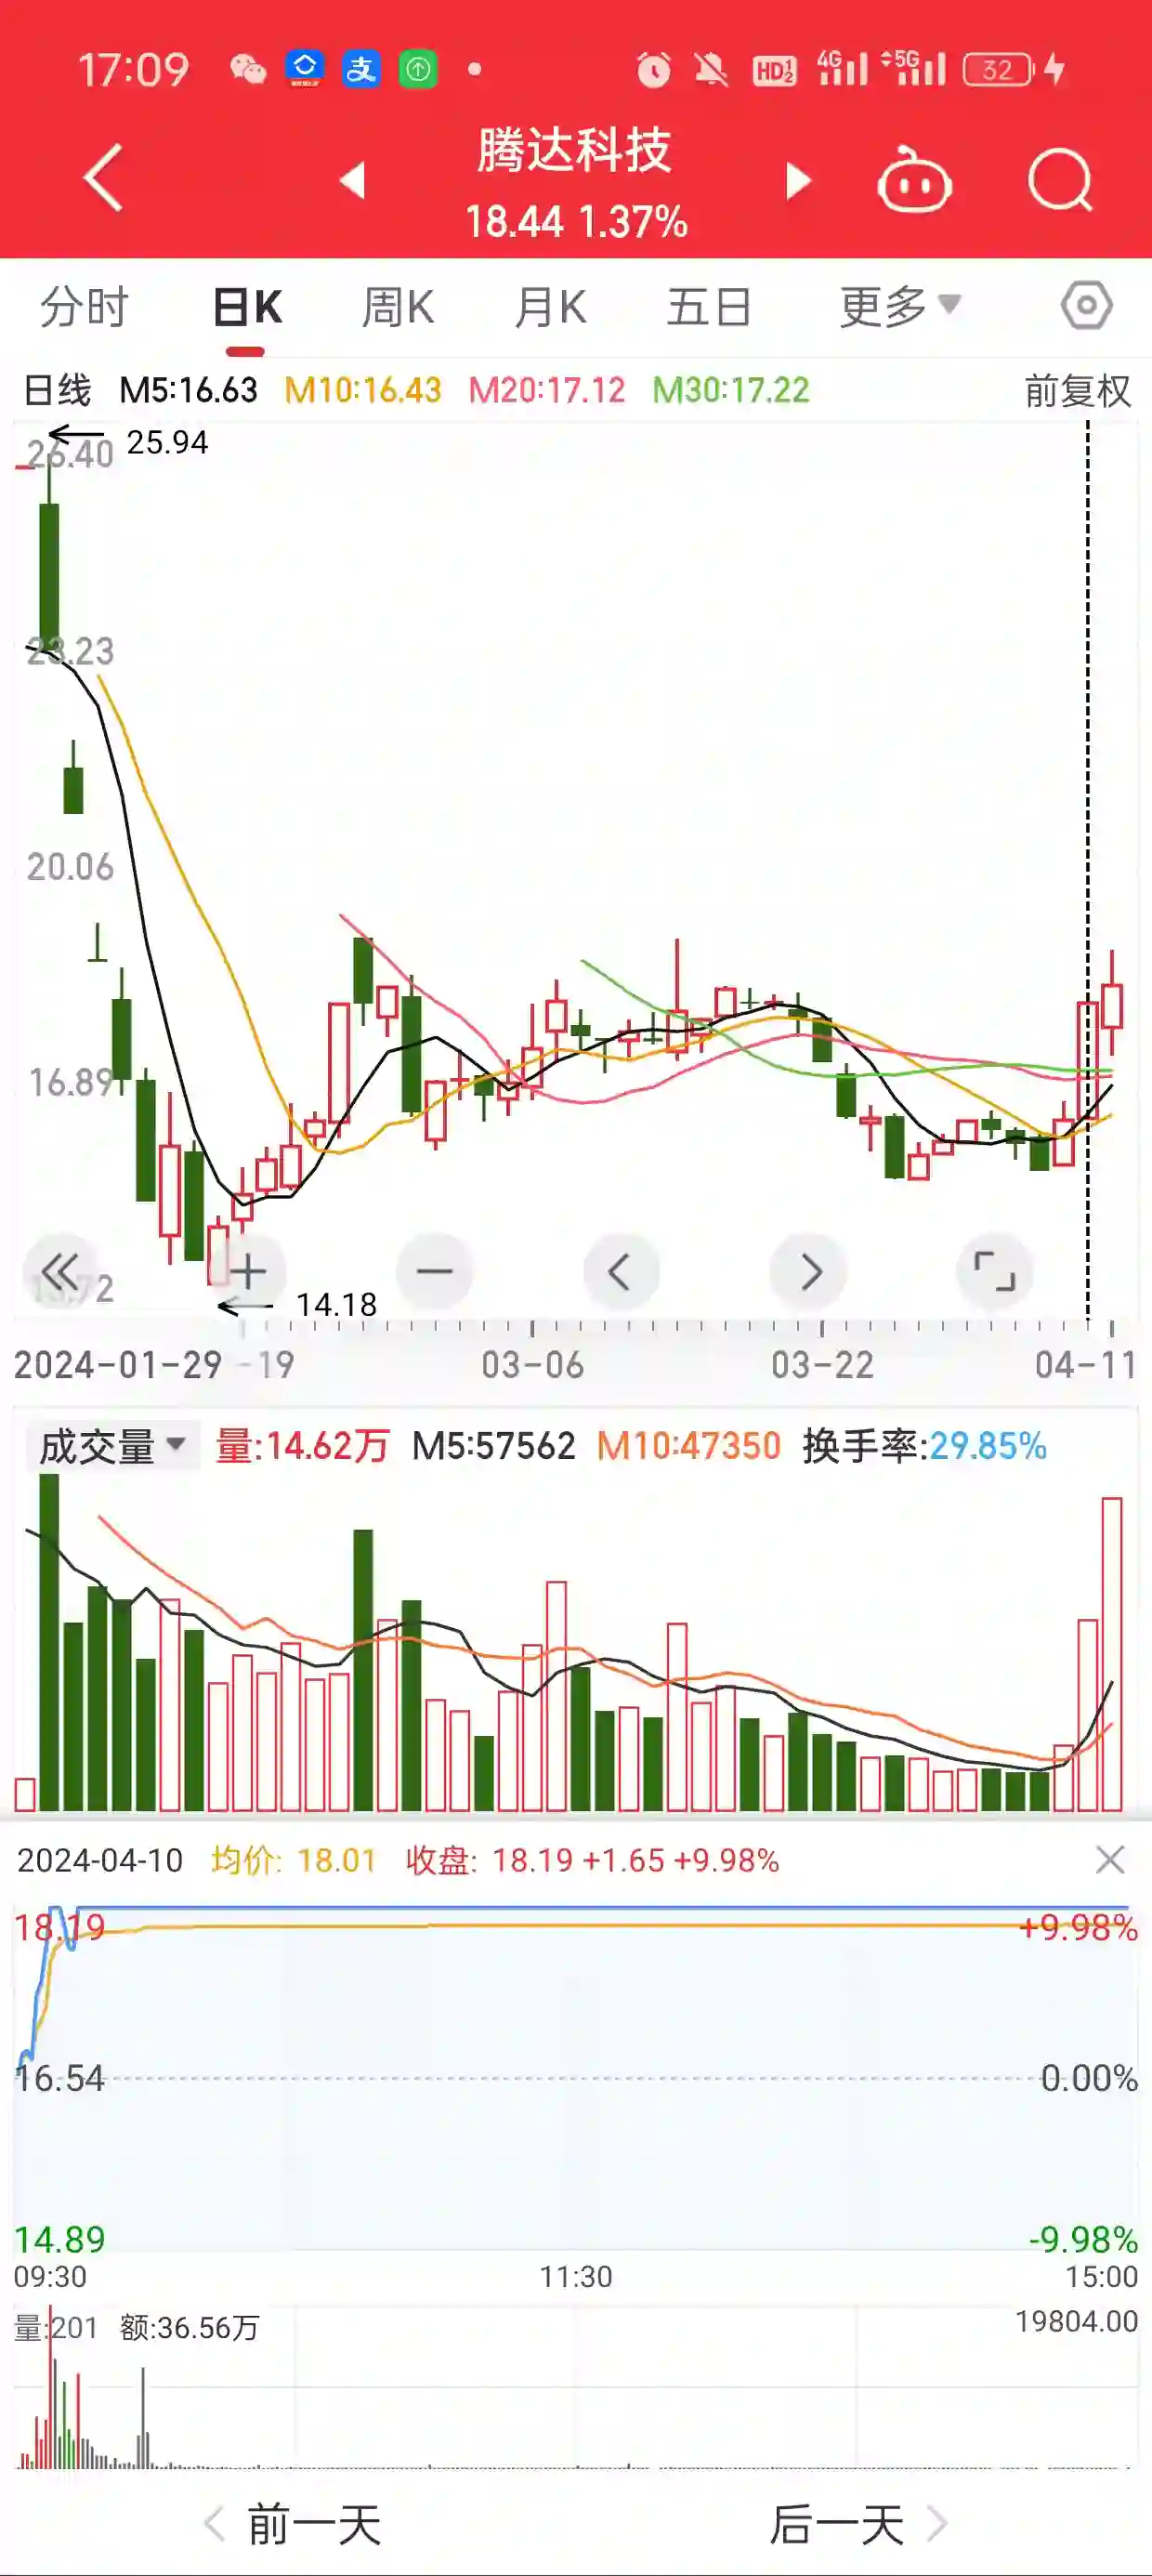 17:09 支 HD 1 2 4G 5G 32
腾达科技
18.44 1.37%
分时 日K 周K 月K 五日 更多
日线 M5:16.63 M10:16.43 M20:17.12 M30:17.22 前复权
26.40 25.94
23.23
20.06
16.89
14.18
2024-01-29 -19 03-06 03-22 04-11
成交量 量:14.62万 M5:57562 M10:47350 换手率:29.85%
2024-04-10 均价: 18.01 收盘: 18.19 +1.65 +9.98%
18.19 +9.98%
16.54 0.00%
14.89 -9.98%
09:30 11:30 15:00
量:201 额:36.56万 19804.00
前一天 后一天